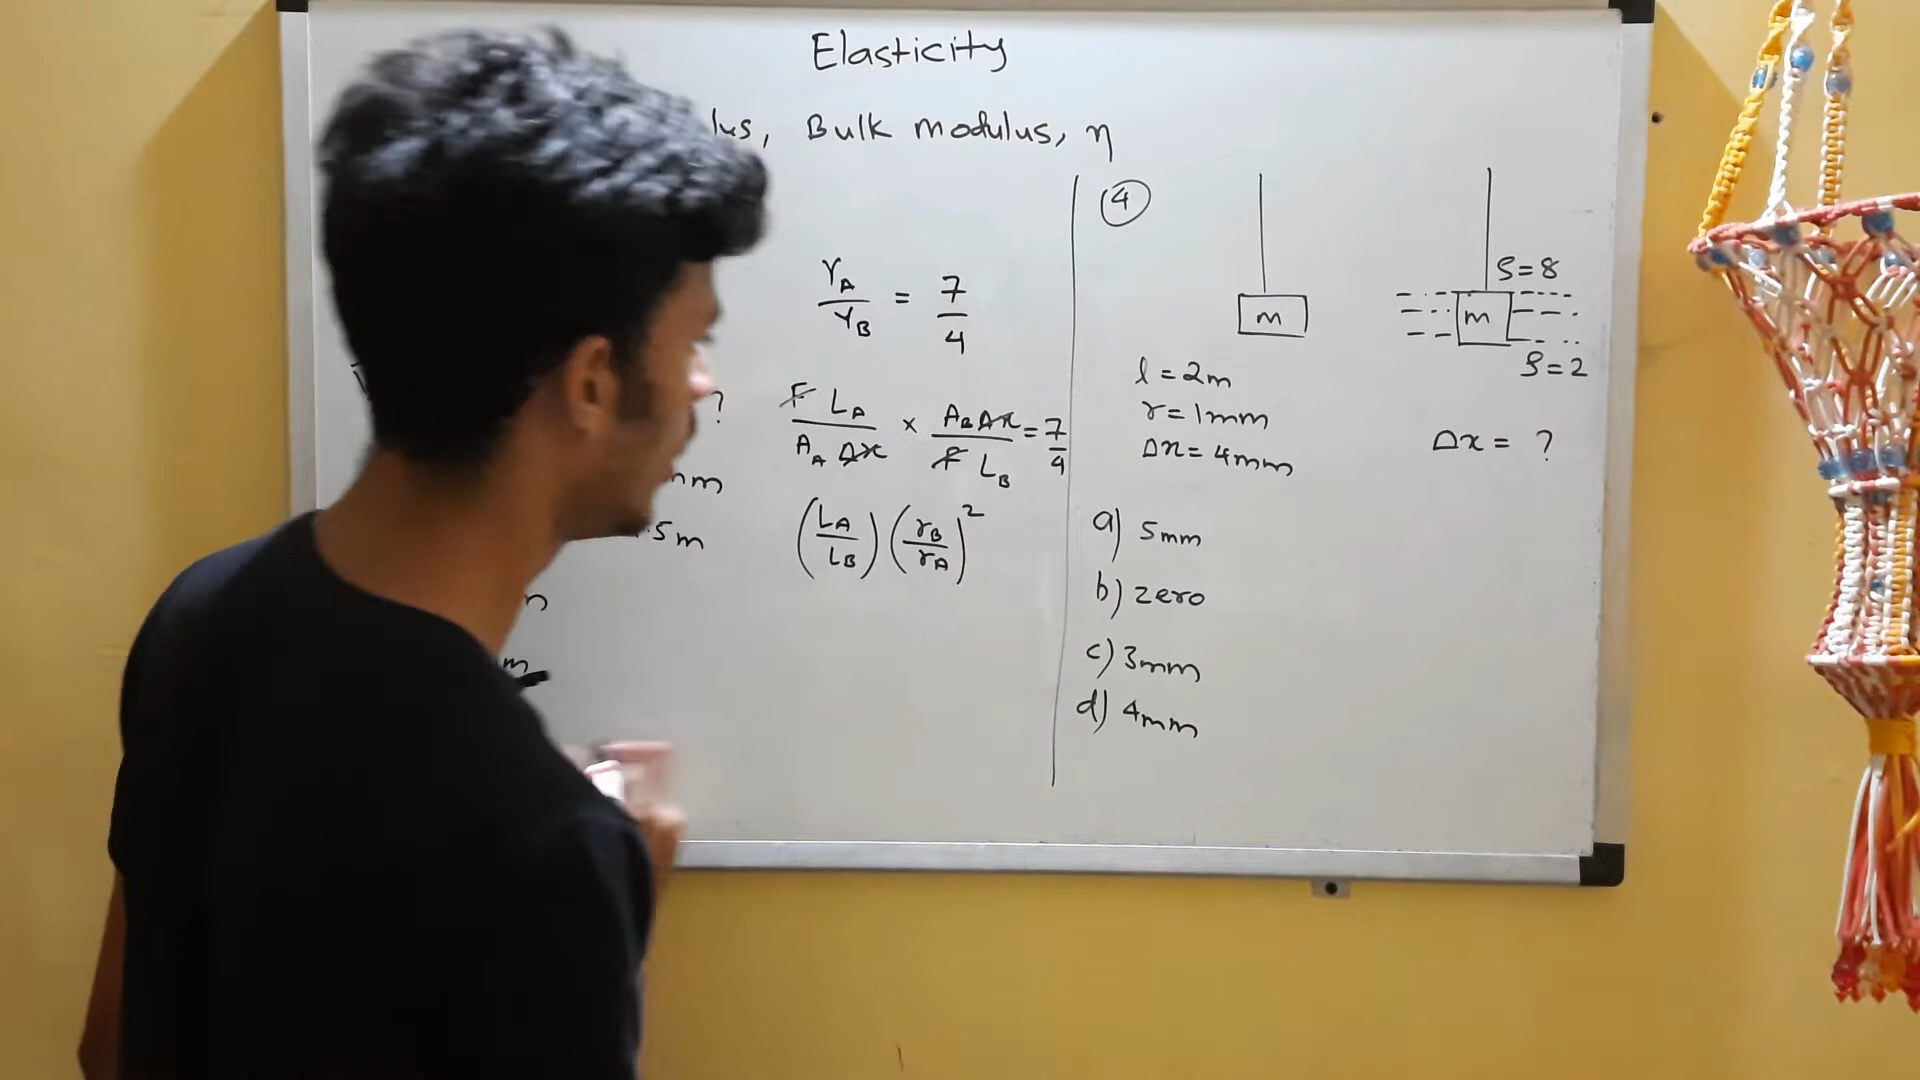 Elasticity
lus, Bulk modulus, η
Y_A / Y_B = 7 / 4
?
F L_A / A_A Δx × A_B Δx / F L_B = 7/4
m
5m
(L_A / L_B) (r_B / r_A)^2
m
④
m
m
S=8
S=2
l = 2m
r = 1mm
Δx = 4mm
Δx = ?
a) 5mm
b) zero
c) 3mm
d) 4mm